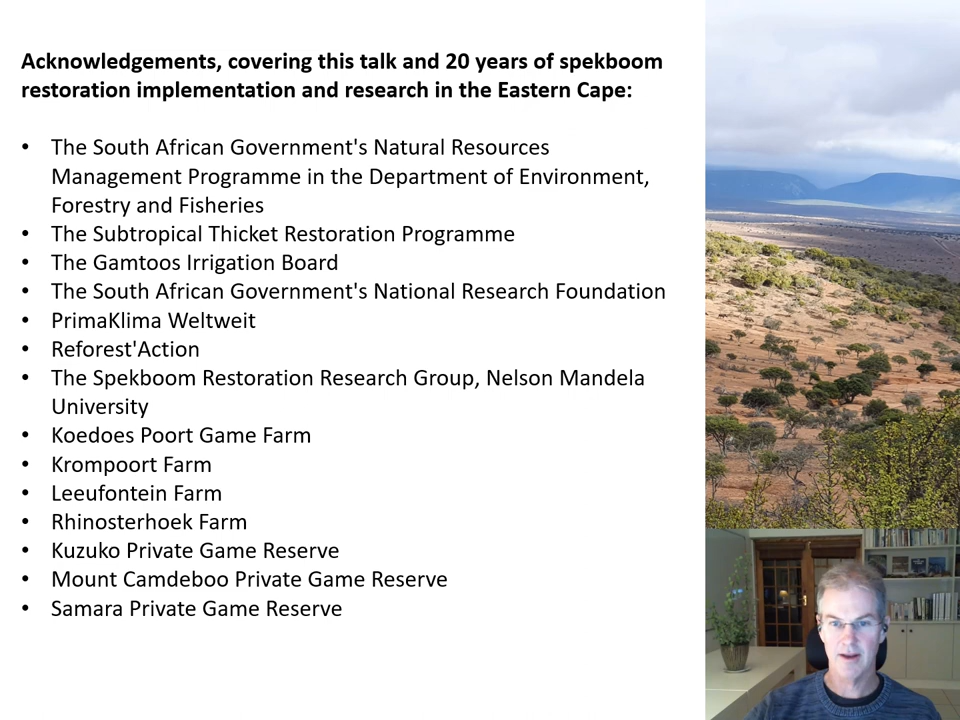 Acknowledgements, covering this talk and 20 years of spekboom
restoration implementation and research in the Eastern Cape:
• The South African Government's Natural Resources
Management Programme in the Department of Environment,
Forestry and Fisheries
• The Subtropical Thicket Restoration Programme
• The Gamtoos Irrigation Board
• The South African Government's National Research Foundation
• PrimaKlima Weltweit
• Reforest'Action
• The Spekboom Restoration Research Group, Nelson Mandela
University
• Koedoes Poort Game Farm
• Krompoort Farm
• Leeufontein Farm
• Rhinosterhoek Farm
• Kuzuko Private Game Reserve
• Mount Camdeboo Private Game Reserve
• Samara Private Game Reserve